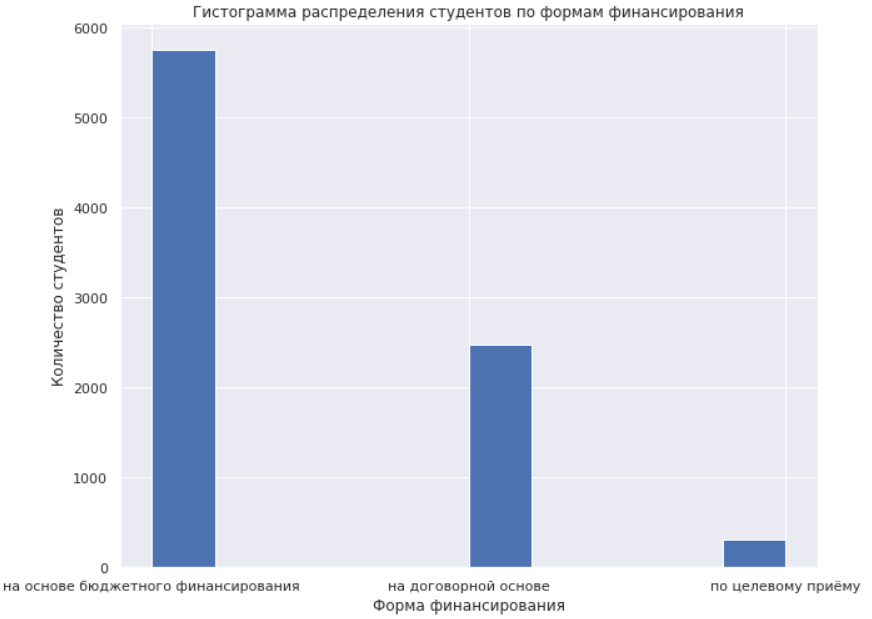 Гистограмма распределения студентов по формам финансирования
6000
5000
4000
3000
2000
1000
0
Количество студентов
на основе бюджетного финансирования
на договорной основе
по целевому приёму
Форма финансирования